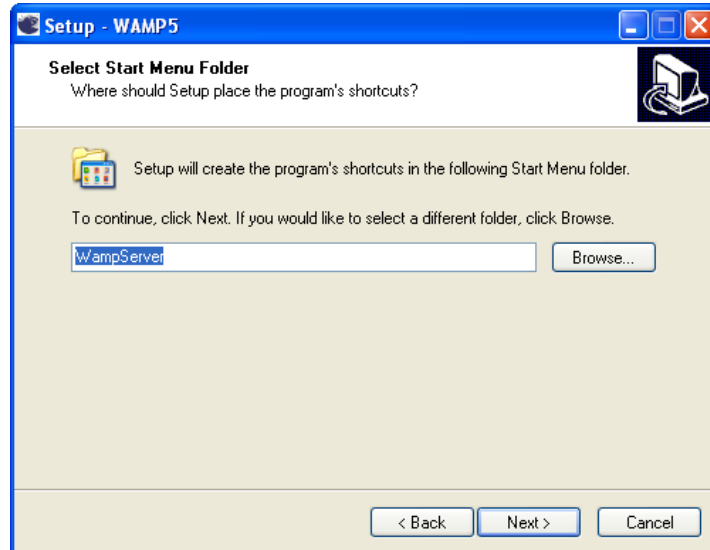 Setup - WAMP5
Select Start Menu Folder
Where should Setup place the program's shortcuts?
Setup will create the program's shortcuts in the following Start Menu folder.
To continue, click Next. If you would like to select a different folder, click Browse.
WampServer
Browse...
< Back
Next >
Cancel